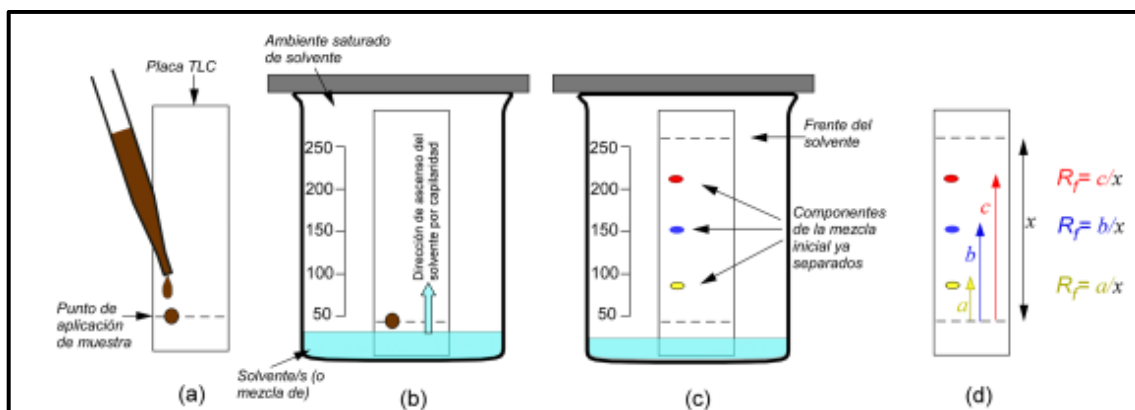 Placa TLC
Punto de
aplicación
de muestra
(a)
Ambiente saturado
de solvente
250
200
150
100
50
Dirección de ascenso del
solvente por capilaridad
Solvente/s (o
mezcla de)
(b)
250
200
150
100
50
Frente del
solvente
Componentes
de la mezcla
inicial ya
separados
(c)
a
b
c
x
Rf= c/x
Rf= b/x
Rf= a/x
(d)